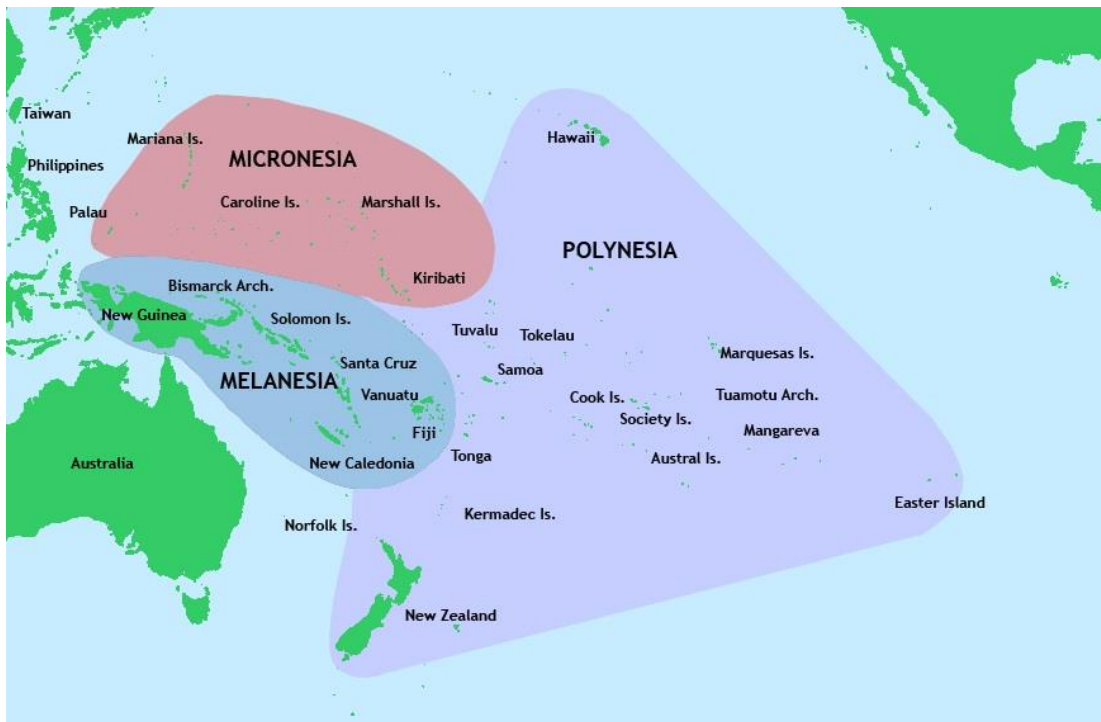 Taiwan
Hawaii
Mariana Is.
MICRONESIA
Philippines
Caroline Is.
Marshall Is.
Palau
POLYNESIA
Kiribati
Bismarck Arch.
New Guinea
Solomon Is.
Tuvalu
Tokelau
Marquesas Is.
Santa Cruz
Samoa
MELANESIA
Vanuatu
Cook Is.
Tuamotu Arch.
Society Is.
Fiji
Mangareva
Tonga
Austral Is.
Australia
New Caledonia
Easter Island
Kermadec Is.
Norfolk Is.
New Zealand